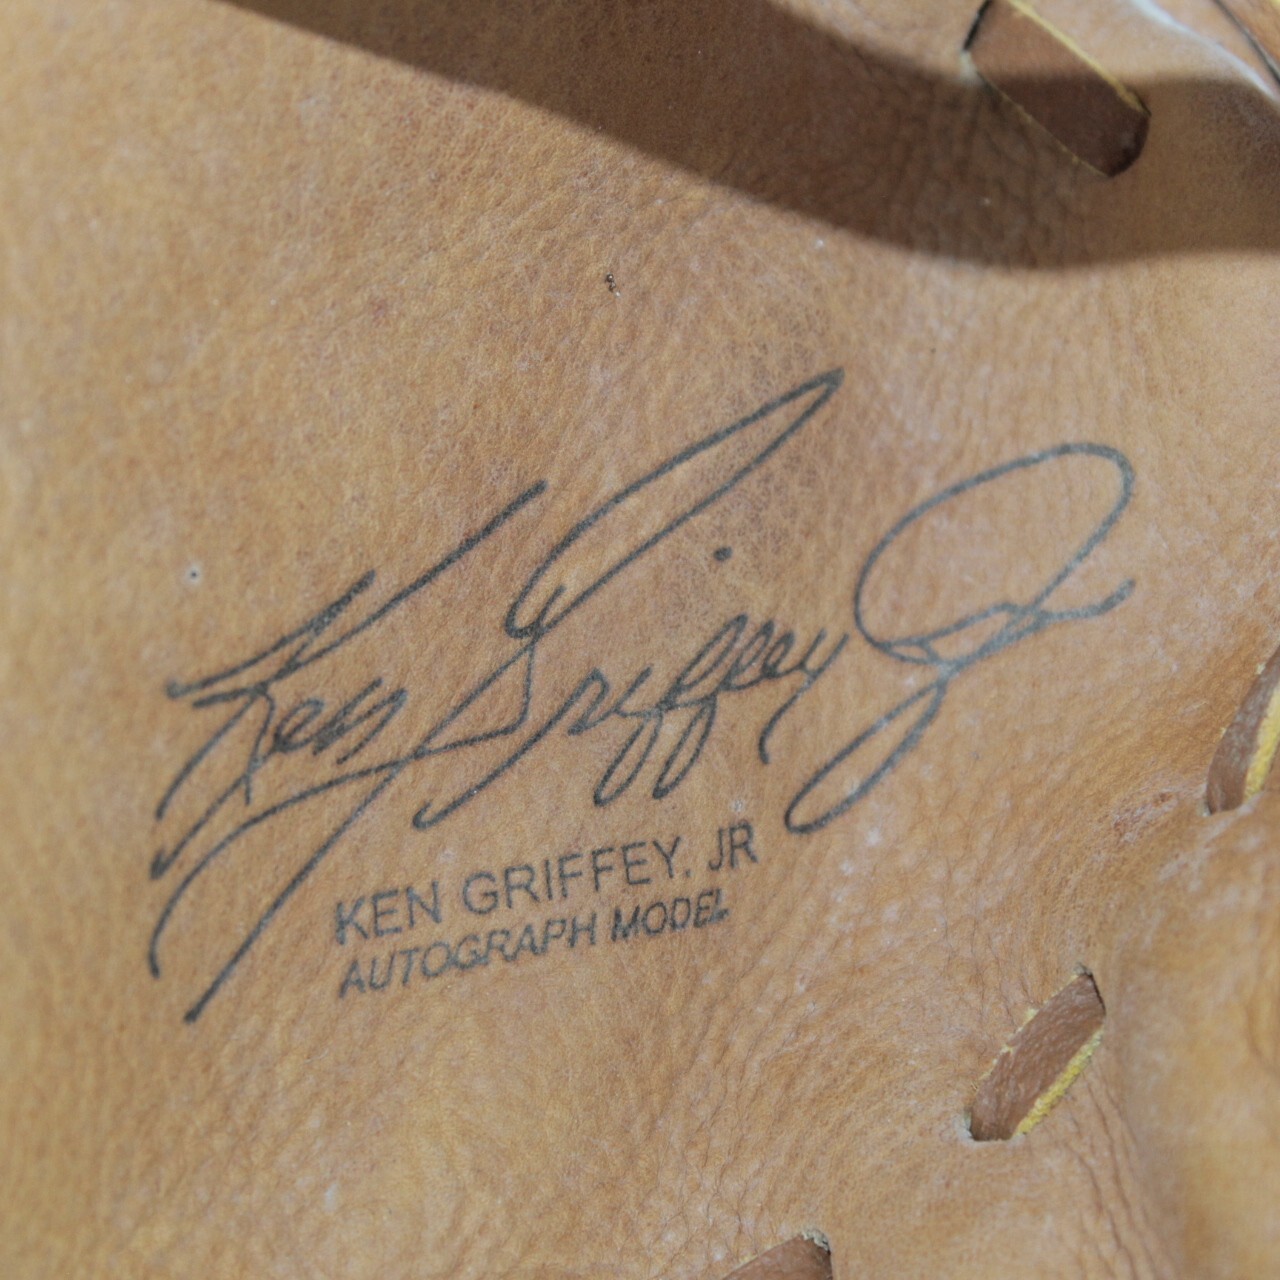 Ken Griffey Jr
KEN GRIFFEY, JR
AUTOGRAPH MODEL